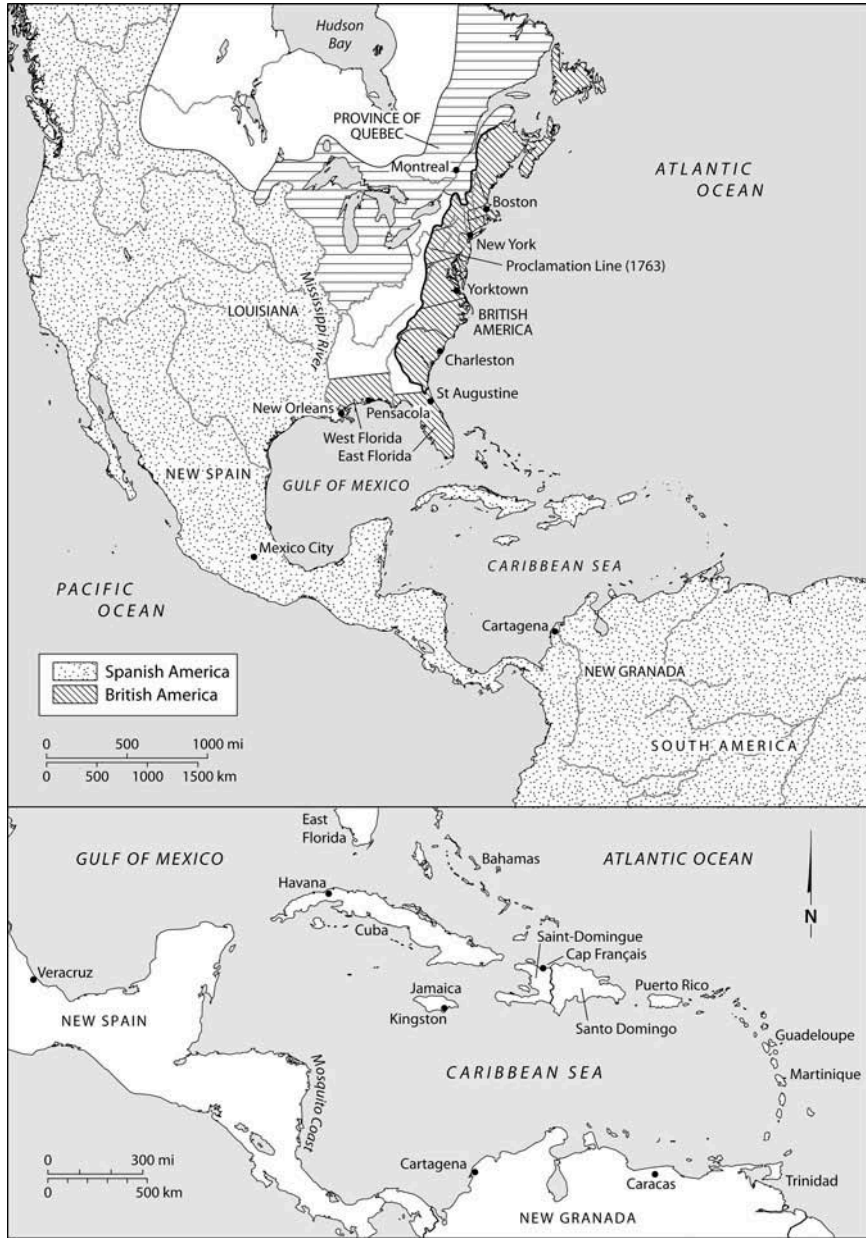 Hudson
Bay
PROVINCE OF
QUEBEC
Montreal
ATLANTIC
OCEAN
Boston
New York
Proclamation Line (1763)
Mississippi River
Yorktown
LOUISIANA
BRITISH
AMERICA
Charleston
St Augustine
New Orleans
Pensacola
West Florida
East Florida
NEW SPAIN
GULF OF MEXICO
Mexico City
CARIBBEAN SEA
PACIFIC
OCEAN
Cartagena
NEW GRANADA
Spanish America
British America
SOUTH AMERICA
0 500 1000 mi
0 500 1000 1500 km
East
Florida
GULF OF MEXICO
Bahamas
ATLANTIC OCEAN
Havana
N
Cuba
Saint-Domingue
Cap Français
Veracruz
Jamaica
Puerto Rico
Kingston
NEW SPAIN
Santo Domingo
Guadeloupe
CARIBBEAN SEA
Martinique
Mosquito Coast
0 300 mi
0 500 km
Cartagena
Caracas
Trinidad
NEW GRANADA